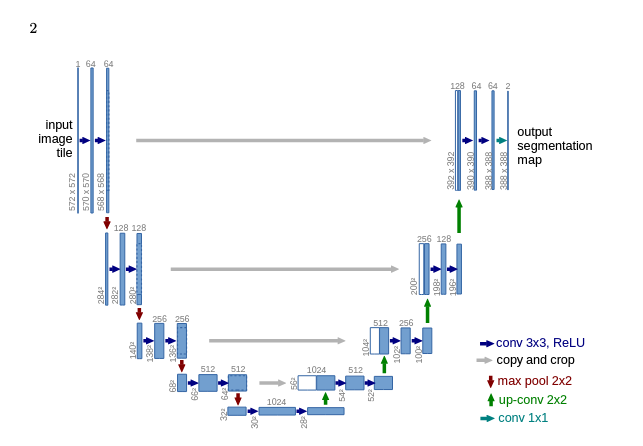 2
1 64 64
128 64 64 2
input
image
tile
output
segmentation
map
572 x 572
570 x 570
568 x 568
392 x 392
390 x 390
388 x 388
388 x 388
128 128
256 128
284²
282²
280²
200²
198²
196²
256 256
512 256
140²
138²
136²
104²
102²
100²
conv 3x3, ReLU
copy and crop
max pool 2x2
up-conv 2x2
conv 1x1
512 512
1024 512
68²
66²
64²
56²
54²
52²
1024
32²
30²
28²